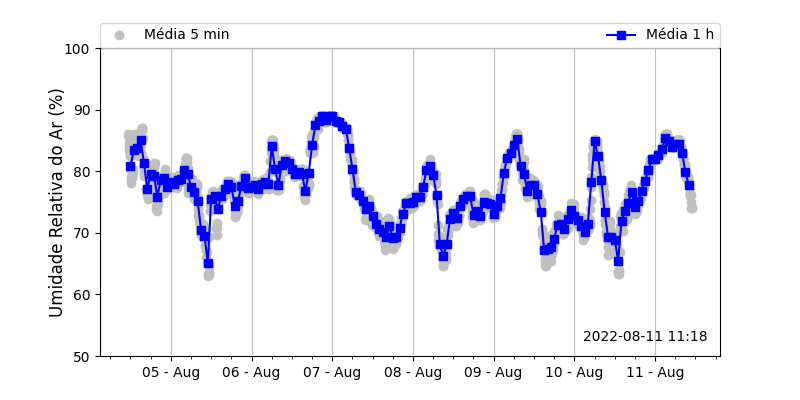 Média 5 min
Média 1 h
Umidade Relativa do Ar (%)
100
90
80
70
60
50
2022-08-11 11:18
05 - Aug
06 - Aug
07 - Aug
08 - Aug
09 - Aug
10 - Aug
11 - Aug